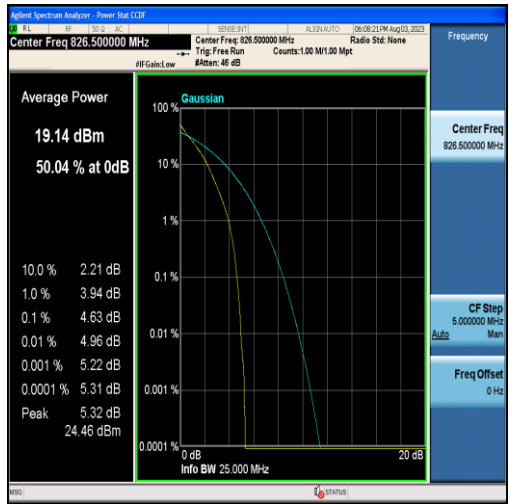 Agilent Spectrum Analyzer - Power Stat CCDF
RL RF 50 Ω AC SENSE:INT ALIGN AUTO 06:08:21 PM Aug 03, 2023
Center Freq 826.500000 MHz
Center Freq: 826.500000 MHz Radio Std: None
Trig: Free Run Counts:1.00 M/1.00 Mpt
#IFGain:Low #Atten: 46 dB
Frequency
Average Power
19.14 dBm
50.04 % at 0dB
10.0 % 2.21 dB
1.0 % 3.94 dB
0.1 % 4.63 dB
0.01 % 4.96 dB
0.001 % 5.22 dB
0.0001 % 5.31 dB
Peak 5.32 dB
24.46 dBm
Gaussian
100 %
10 %
1 %
0.1 %
0.01 %
0.001 %
0.0001 %
0 dB 20 dB
Info BW 25.000 MHz
Center Freq
826.500000 MHz
CF Step
5.000000 MHz
Auto Man
Freq Offset
0 Hz
MSG STATUS